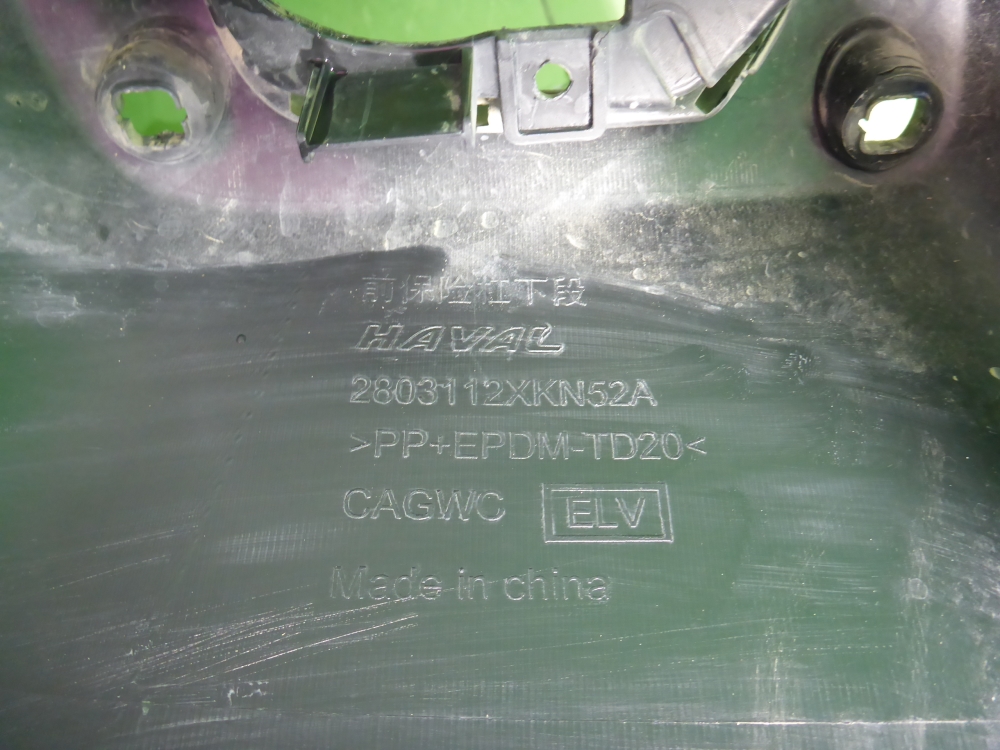 前保险杠下段
HAVAL
2803112XKN52A
>PP+EPDM-TD20<
CAGWC ELV
Made in china